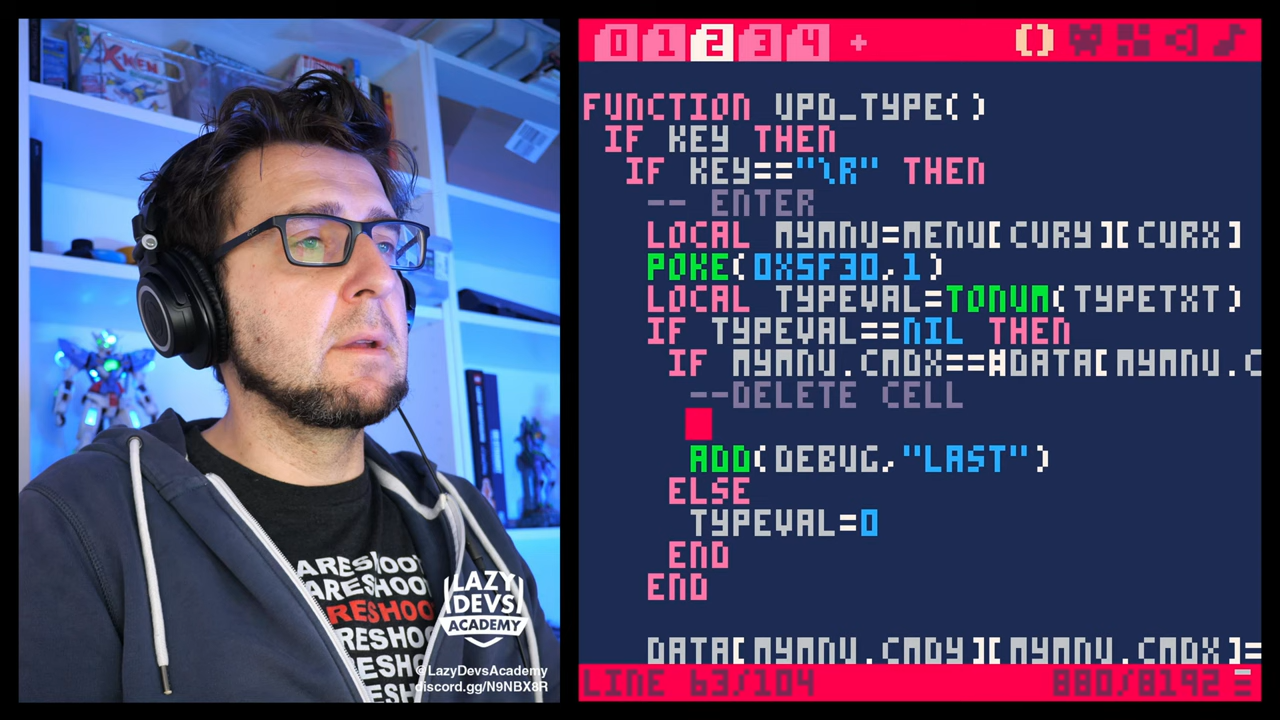 0 1 2 3 4 +
FUNCTION UPD_TYPE()
IF KEY THEN
IF KEY=="\R" THEN
-- ENTER
LOCAL MYMNU=MENU[CURY][CURX]
POKE(0X5F30,1)
LOCAL TYPEVAL=TONUM(TYPETXT)
IF TYPEVAL==NIL THEN
IF MYMNU.CMDX==#DATA[MYMNU.C
--DELETE CELL
ADD(DEBUG,"LAST")
ELSE
TYPEVAL=0
END
END
DATA[MYMNU.CMDY][MYMNU.CMDX]=
LINE 63/104
880/8192
LAZY
DEVS
ACADEMY
@LazyDevsAcademy
discord.gg/N9NBX8R